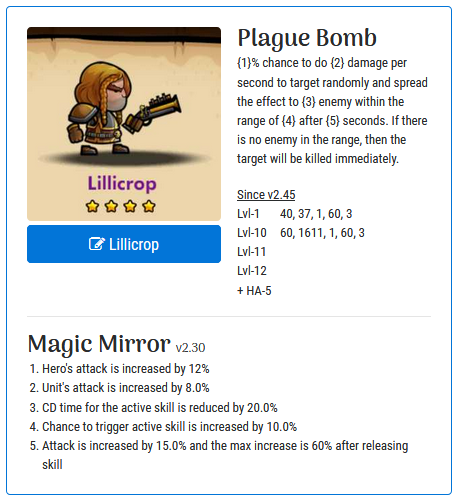 Plague Bomb
{1}% chance to do {2} damage per
second to target randomly and spread
the effect to {3} enemy within the
range of {4} after {5} seconds. If there
is no enemy in the range, then the
target will be killed immediately.
Lillicrop
Lillicrop
Since v2.45
Lvl-1 40, 37, 1, 60, 3
Lvl-10 60, 1611, 1, 60, 3
Lvl-11
Lvl-12
+ HA-5
Magic Mirror v2.30
1. Hero's attack is increased by 12%
2. Unit's attack is increased by 8.0%
3. CD time for the active skill is reduced by 20.0%
4. Chance to trigger active skill is increased by 10.0%
5. Attack is increased by 15.0% and the max increase is 60% after releasing
skill